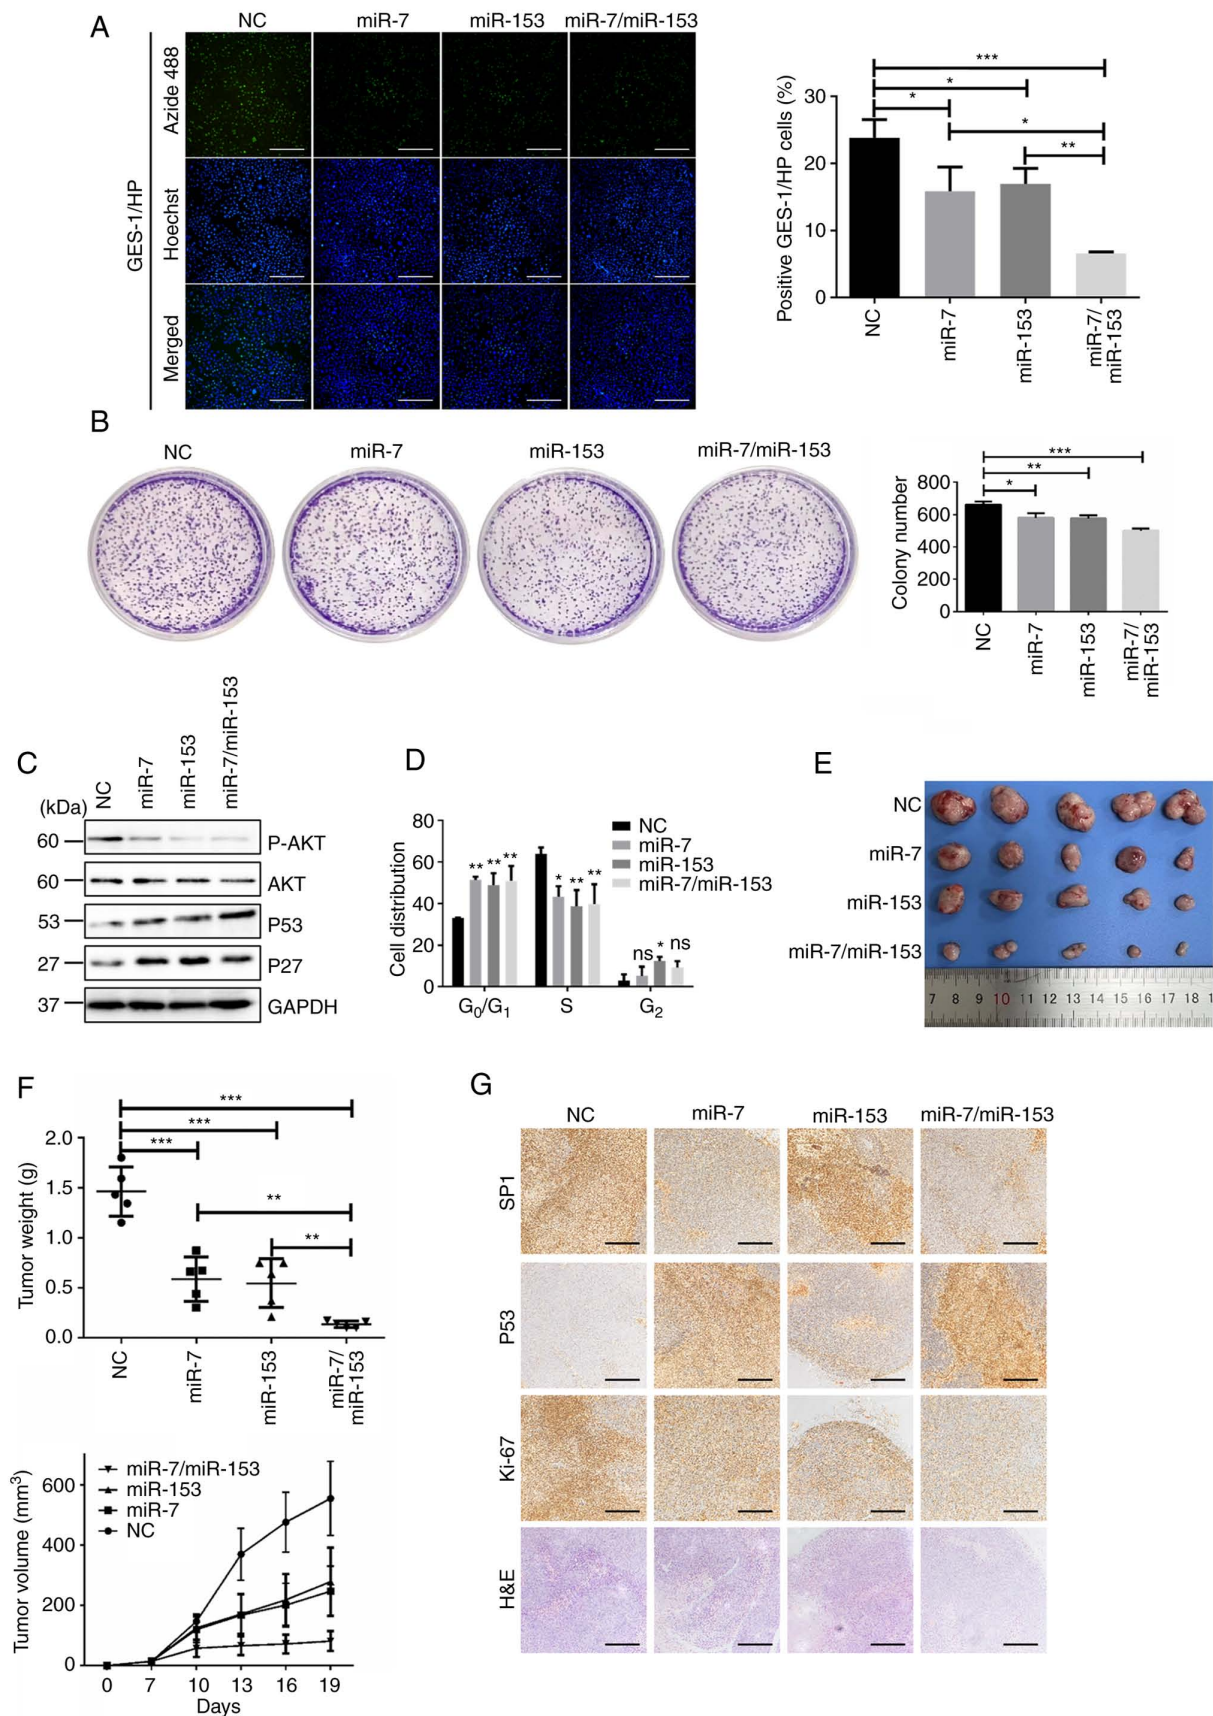 A
NC miR-7 miR-153 miR-7/miR-153
GES-1/HP
Azide 488
Hoechst
Merged
Positive GES-1/HP cells (%)
30
20
10
0
***
*
*
*
**
NC
miR-7
miR-153
miR-7/
miR-153
B
NC miR-7 miR-153 miR-7/miR-153
Colony number
800
600
400
200
0
***
**
*
NC
miR-7
miR-153
miR-7/
miR-153
C
(kDa)
NC
miR-7
miR-153
miR-7/miR-153
60 P-AKT
60 AKT
53 P53
27 P27
37 GAPDH
D
Cell distribution
80
60
40
20
0
NC
miR-7
miR-153
miR-7/miR-153
** ** **
* ** **
ns * ns
G0/G1 S G2
E
NC
miR-7
miR-153
miR-7/miR-153
7 8 9 10 11 12 13 14 15 16 17 18
F
Tumor weight (g)
2.0
1.5
1.0
0.5
0.0
***
***
***
**
**
NC
miR-7
miR-153
miR-7/
miR-153
Tumor volume (mm3)
600
400
200
0
miR-7/miR-153
miR-153
miR-7
NC
0 7 10 13 16 19
Days
G
NC miR-7 miR-153 miR-7/miR-153
SP1
P53
Ki-67
H&E